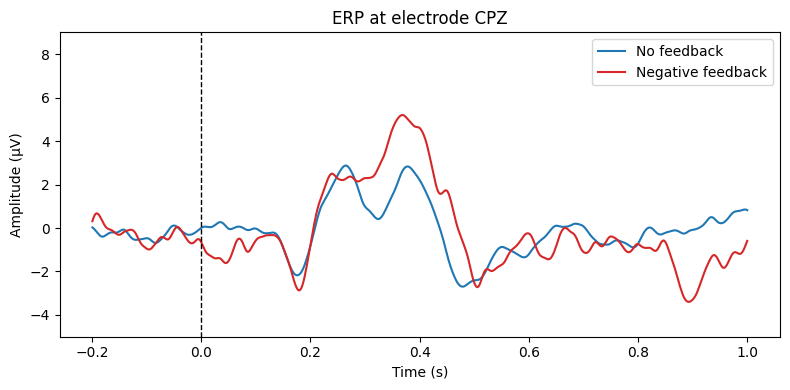 ERP at electrode CPZ
No feedback
Negative feedback
Amplitude (µV)
8
6
4
2
0
−2
−4
−0.2 0.0 0.2 0.4 0.6 0.8 1.0
Time (s)